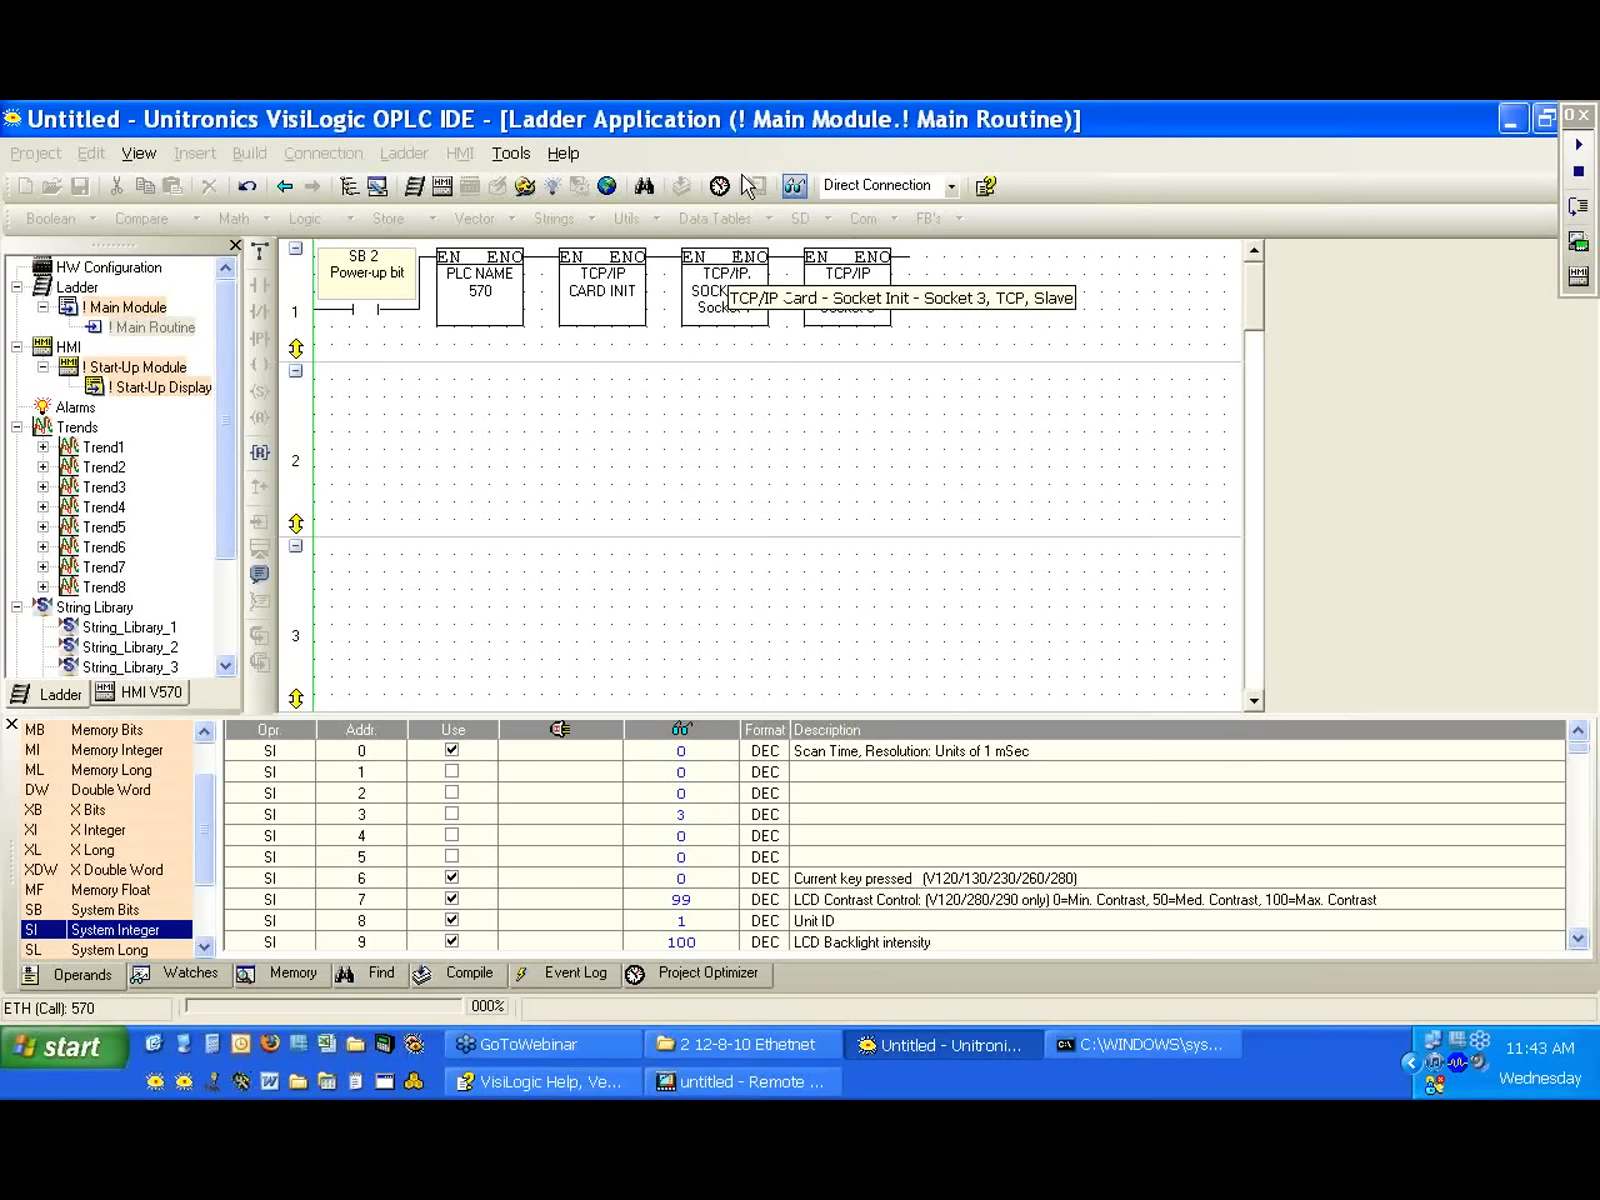 Untitled - Unitronics VisiLogic OPLC IDE - [Ladder Application (! Main Module.! Main Routine)]
Project Edit View Insert Build Connection Ladder HMI Tools Help
Direct Connection
Boolean Compare Math Logic Store Vector Strings Utils Data Tables SD Com FB's
HW Configuration
Ladder
! Main Module
! Main Routine
HMI
! Start-Up Module
! Start-Up Display
Alarms
Trends
Trend1
Trend2
Trend3
Trend4
Trend5
Trend6
Trend7
Trend8
String Library
String_Library_1
String_Library_2
String_Library_3
Ladder HMI V570
1
SB 2
Power-up bit
EN ENO
PLC NAME
570
EN ENO
TCP/IP
CARD INIT
EN ENO
TCP/IP.
EN ENO
TCP/IP
TCP/IP Card - Socket Init - Socket 3, TCP, Slave
2
3
MB Memory Bits
MI Memory Integer
ML Memory Long
DW Double Word
XB X Bits
XI X Integer
XL X Long
XDW X Double Word
MF Memory Float
SB System Bits
SI System Integer
SL System Long
Opr. Addr. Use Format Description
SI 0 0 DEC Scan Time, Resolution: Units of 1 mSec
SI 1 0 DEC
SI 2 0 DEC
SI 3 3 DEC
SI 4 0 DEC
SI 5 0 DEC
SI 6 0 DEC Current key pressed (V120/130/230/260/280)
SI 7 99 DEC LCD Contrast Control: (V120/280/290 only) 0=Min. Contrast, 50=Med. Contrast, 100=Max. Contrast
SI 8 1 DEC Unit ID
SI 9 100 DEC LCD Backlight intensity
Operands Watches Memory Find Compile Event Log Project Optimizer
ETH (Call): 570 000%
start GoToWebinar 2 12-8-10 Ethetnet Untitled - Unitroni... C:\WINDOWS\sys... 11:43 AM
VisiLogic Help, Ve... untitled - Remote ... Wednesday